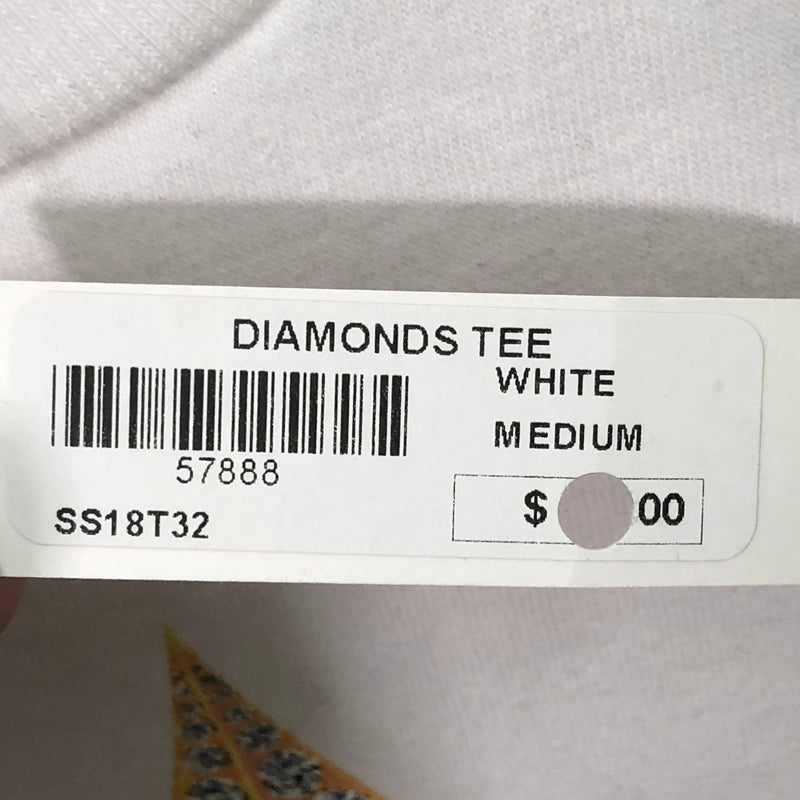 DIAMONDS TEE
WHITE
MEDIUM
57888
SS18T32
$ 00